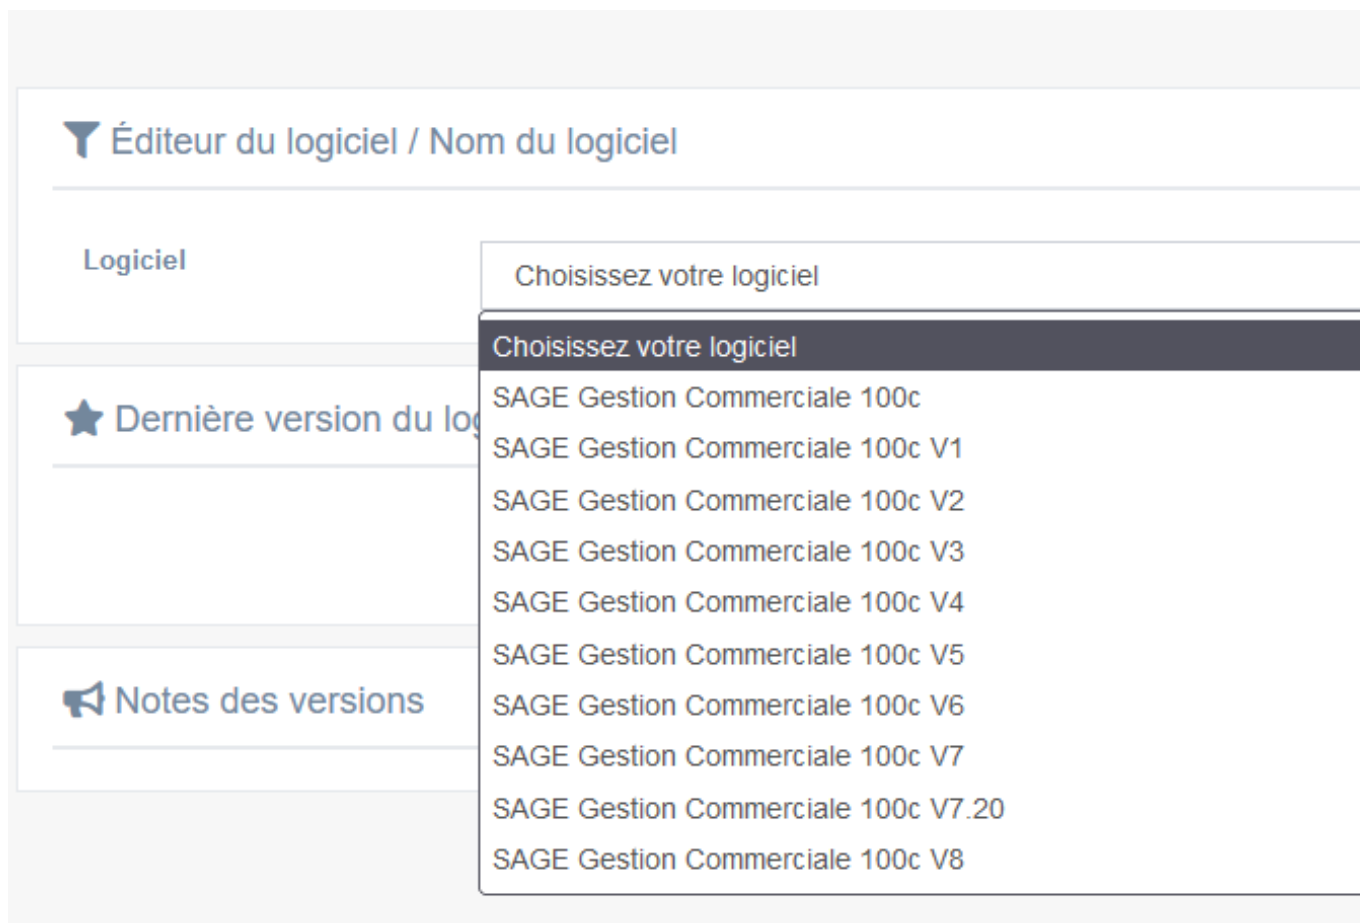 Éditeur du logiciel / Nom du logiciel
Logiciel
Choisissez votre logiciel
Choisissez votre logiciel
SAGE Gestion Commerciale 100c
SAGE Gestion Commerciale 100c V1
SAGE Gestion Commerciale 100c V2
SAGE Gestion Commerciale 100c V3
SAGE Gestion Commerciale 100c V4
SAGE Gestion Commerciale 100c V5
SAGE Gestion Commerciale 100c V6
SAGE Gestion Commerciale 100c V7
SAGE Gestion Commerciale 100c V7.20
SAGE Gestion Commerciale 100c V8
Dernière version du
Notes des versions